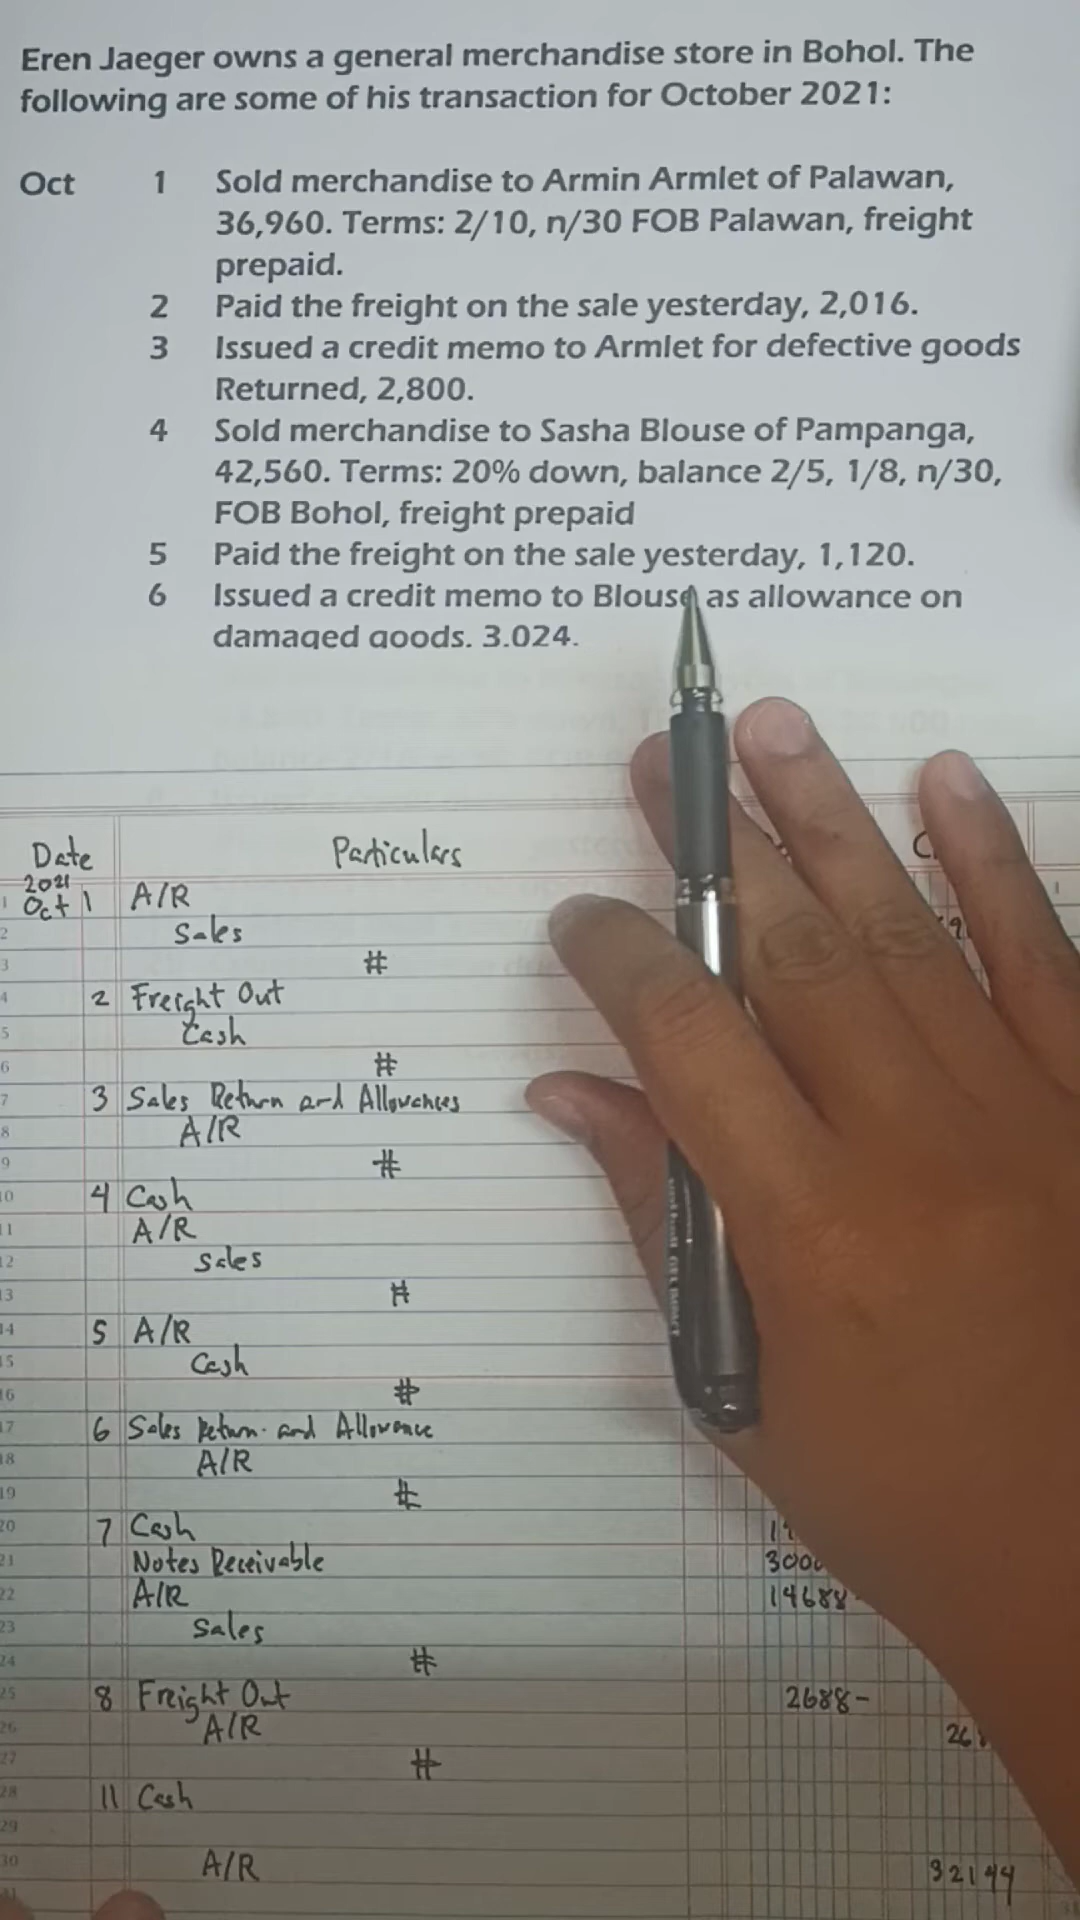 Eren Jaeger owns a general merchandise store in Bohol. The
following are some of his transaction for October 2021:
Oct 1 Sold merchandise to Armin Armlet of Palawan,
36,960. Terms: 2/10, n/30 FOB Palawan, freight
prepaid.
2 Paid the freight on the sale yesterday, 2,016.
3 Issued a credit memo to Armlet for defective goods
Returned, 2,800.
4 Sold merchandise to Sasha Blouse of Pampanga,
42,560. Terms: 20% down, balance 2/5, 1/8, n/30,
FOB Bohol, freight prepaid
5 Paid the freight on the sale yesterday, 1,120.
6 Issued a credit memo to Blouse as allowance on
damaged goods. 3.024.
Date Particulars
2021
Oct 1 A/R
Sales
#
2 Freight Out
Cash
#
3 Sales Return and Allowances
A/R
#
4 Cash
A/R
Sales
#
5 A/R
Cash
#
6 Sales Return and Allowance
A/R
#
7 Cash
Notes Receivable
A/R 14688-
Sales
#
8 Freight Out 2688-
A/R
#
11 Cash
A/R 32144